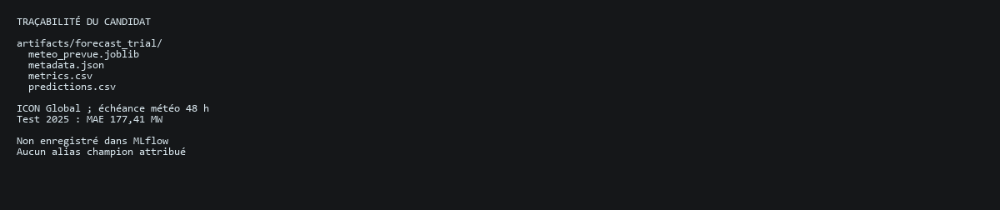 TRAÇABILITÉ DU CANDIDAT
artifacts/forecast_trial/
meteo_prevue.joblib
metadata.json
metrics.csv
predictions.csv
ICON Global ; échéance météo 48 h
Test 2025 : MAE 177,41 MW
Non enregistré dans MLflow
Aucun alias champion attribué